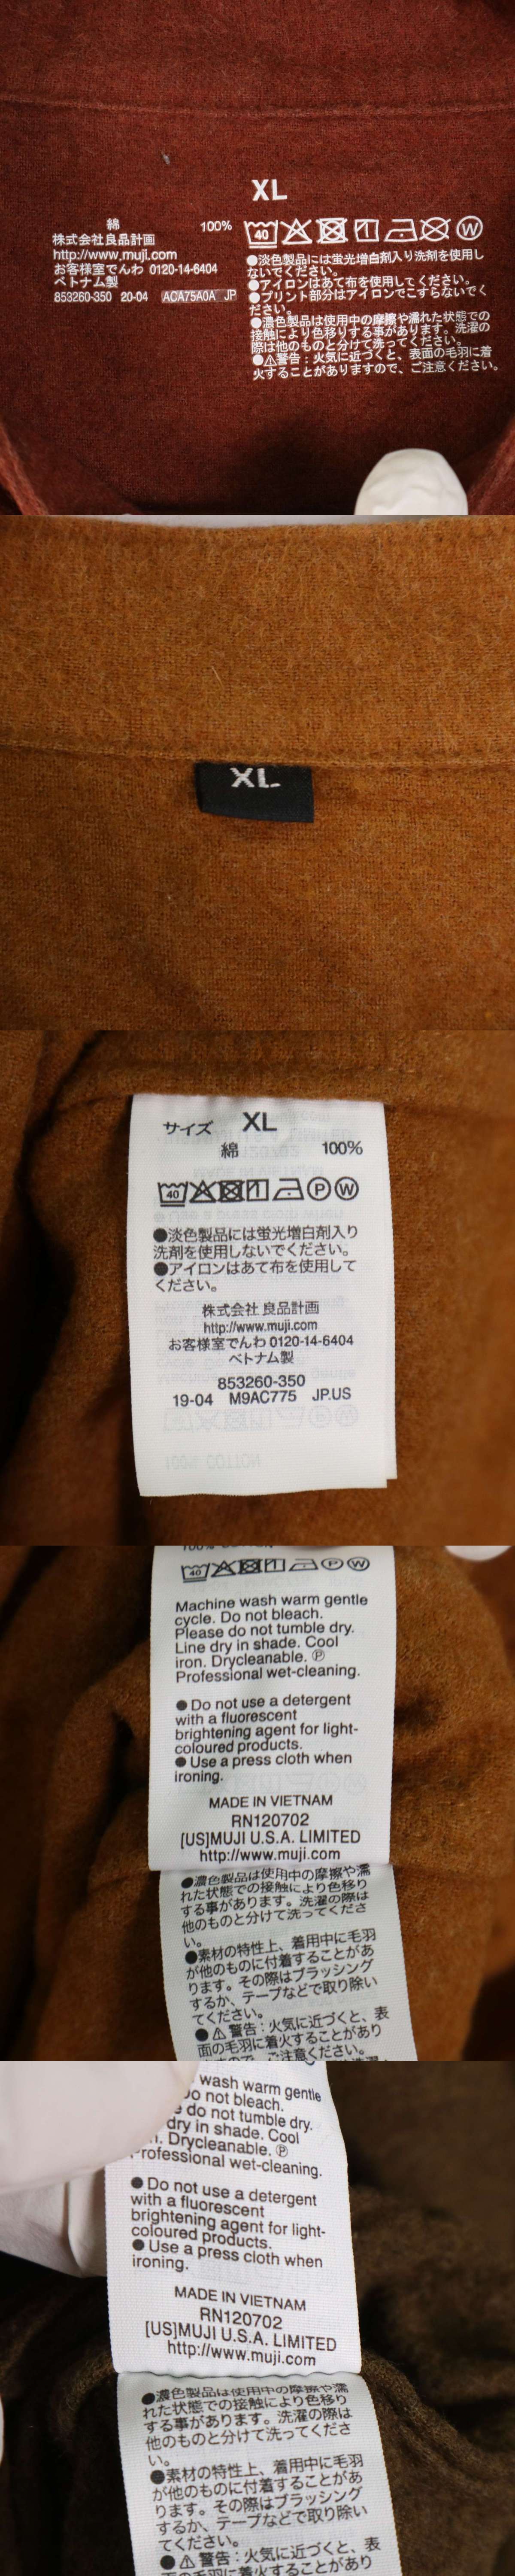 XL
綿 100%
株式会社良品計画
http://www.muji.com
お客様室でんわ 0120-14-6404
ベトナム製
853260-350 20-04 ACA75A0A JP
40 W
●淡色製品には蛍光増白剤入り洗剤を使用し
ないでください。
●アイロンはあて布を使用してください。
●プリント部分はアイロンでこすらないでく
ださい。
●濃色製品は使用中の摩擦や濡れた状態での
接触により色移りする事があります。洗濯の
際は他のものと分けて洗ってください。
●⚠警告：火気に近づくと、表面の毛羽に着
火することがありますので、ご注意ください。
XL
サイズ XL
綿 100%
40 P W
●淡色製品には蛍光増白剤入り
洗剤を使用しないでください。
●アイロンはあて布を使用して
ください。
株式会社 良品計画
http://www.muji.com
お客様室でんわ 0120-14-6404
ベトナム製
853260-350
19-04 M9AC775 JP.US
100% COTTON
40 P W
Machine wash warm gentle
cycle. Do not bleach.
Please do not tumble dry.
Line dry in shade. Cool
iron. Drycleanable. Ⓟ
Professional wet-cleaning.
●Do not use a detergent
with a fluorescent
brightening agent for light-
coloured products.
●Use a press cloth when
ironing.
MADE IN VIETNAM
RN120702
[US]MUJI U.S.A. LIMITED
http://www.muji.com
●濃色製品は使用中の摩擦や濡
れた状態での接触により色移り
する事があります。洗濯の際は
他のものと分けて洗ってくださ
い。
●素材の特性上、着用中に毛羽
が他のものに付着することがあ
ります。その際はブラッシング
するか、テープなどで取り除い
てください。
●⚠警告：火気に近づくと、表
面の毛羽に着火することがあり
ますので、ご注意ください。
wash warm gentle
Do not bleach.
do not tumble dry.
dry in shade. Cool
Drycleanable. Ⓟ
Professional wet-cleaning.
●Do not use a detergent
with a fluorescent
brightening agent for light-
coloured products.
●Use a press cloth when
ironing.
MADE IN VIETNAM
RN120702
[US]MUJI U.S.A. LIMITED
http://www.muji.com
●濃色製品は使用中の摩擦や濡
れた状態での接触により色移り
する事があります。洗濯の際は
他のものと分けて洗ってくださ
い。
●素材の特性上、着用中に毛羽
が他のものに付着することがあ
ります。その際はブラッシング
するか、テープなどで取り除い
てください。
●⚠警告：火気に近づくと、表
面の毛羽に着火することがあり